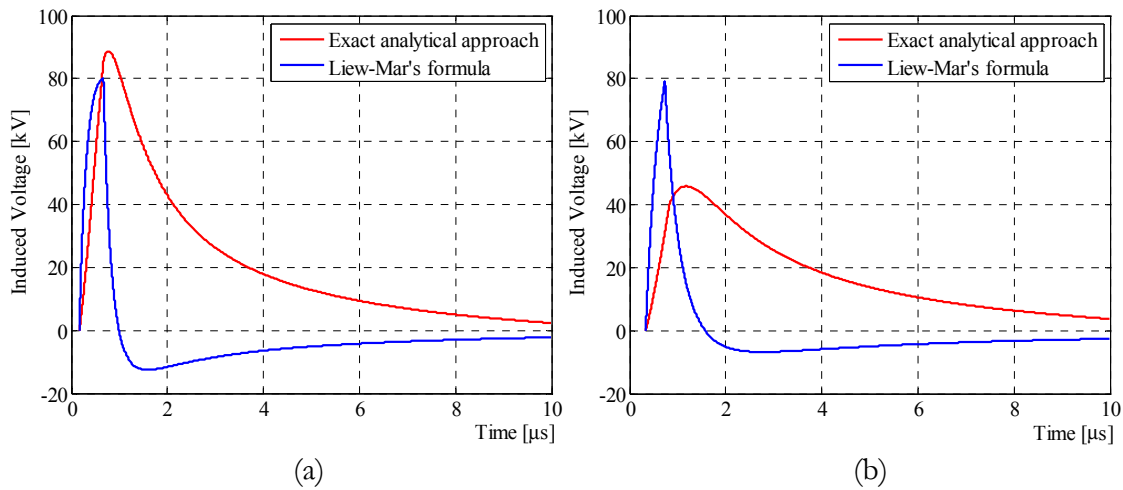 100
80
60
40
20
0
-20
Induced Voltage [kV]
Exact analytical approach
Liew-Mar's formula
0 2 4 6 8 10
Time [μs]
(a)
100
80
60
40
20
0
-20
Induced Voltage [kV]
Exact analytical approach
Liew-Mar's formula
0 2 4 6 8 10
Time [μs]
(b)